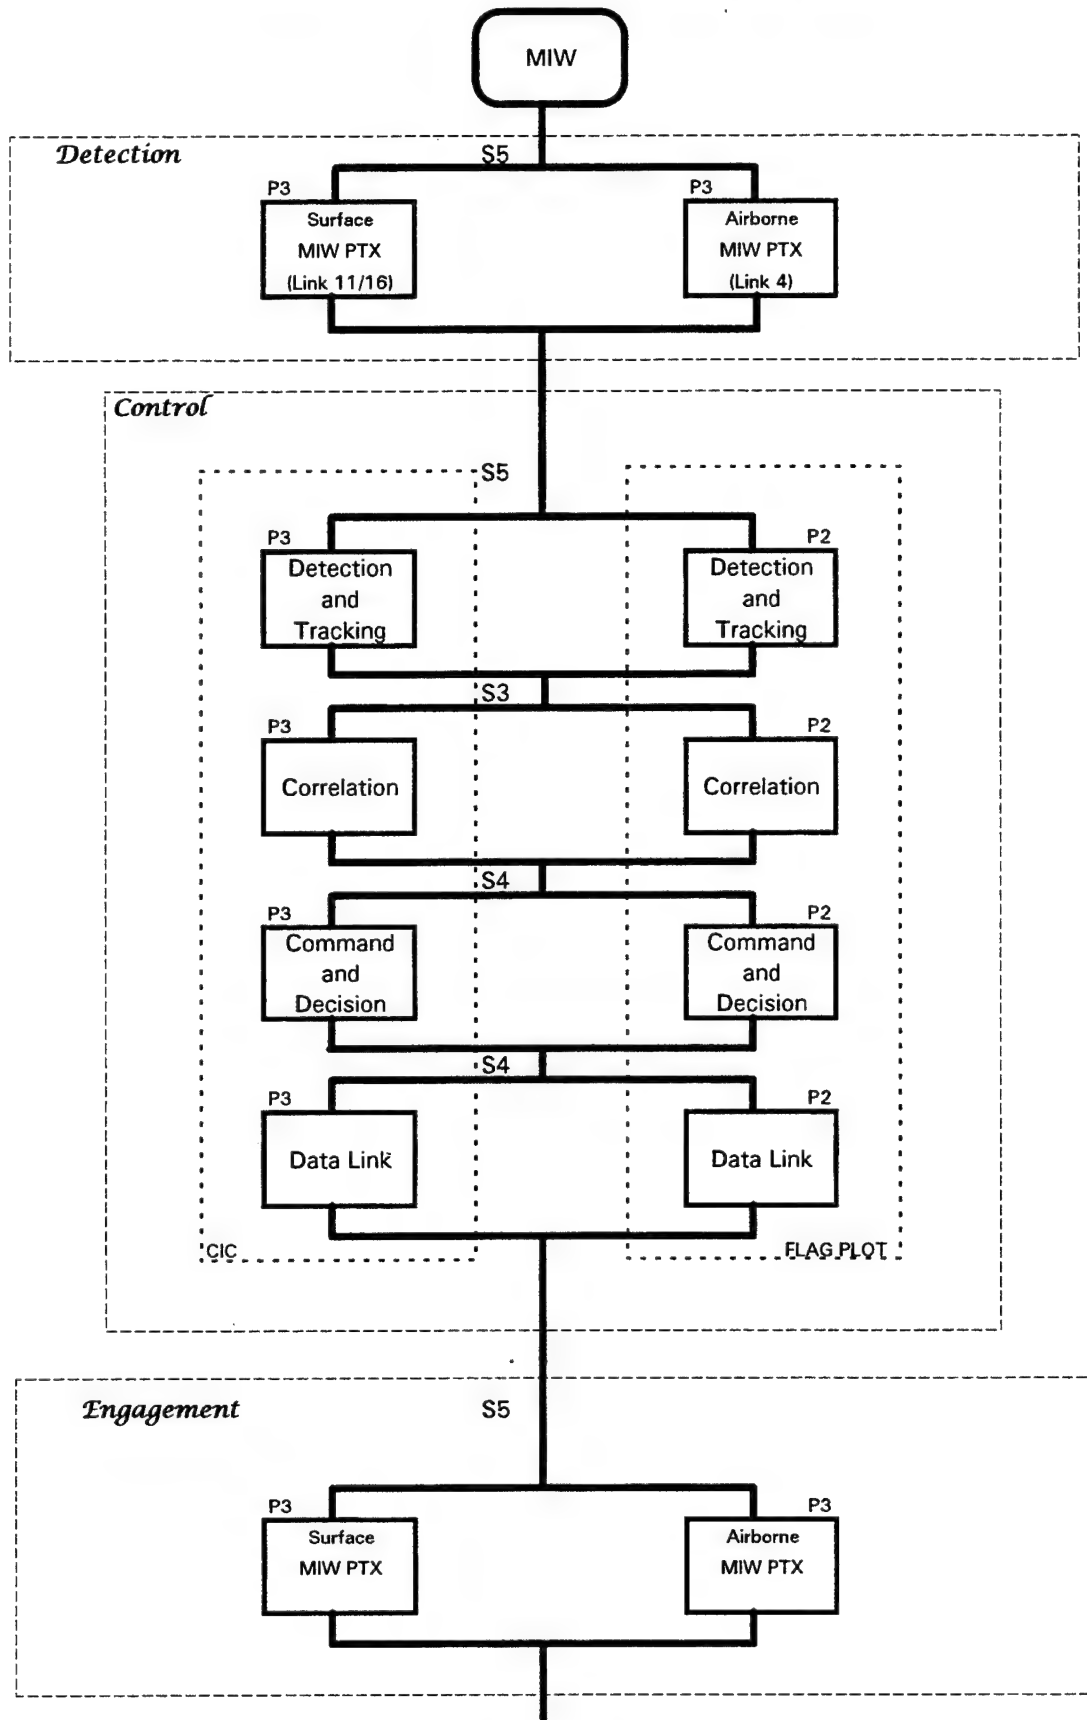 MIW
Detection
S5
P3
P3
Surface
MIW PTX
(Link 11/16)
Airborne
MIW PTX
(Link 4)
Control
S5
P3
P2
Detection
and
Tracking
Detection
and
Tracking
S3
P3
P2
Correlation
Correlation
S4
P3
P2
Command
and
Decision
Command
and
Decision
S4
P3
P2
Data Link
Data Link
CIC
FLAG PLOT
Engagement
S5
P3
P3
Surface
MIW PTX
Airborne
MIW PTX